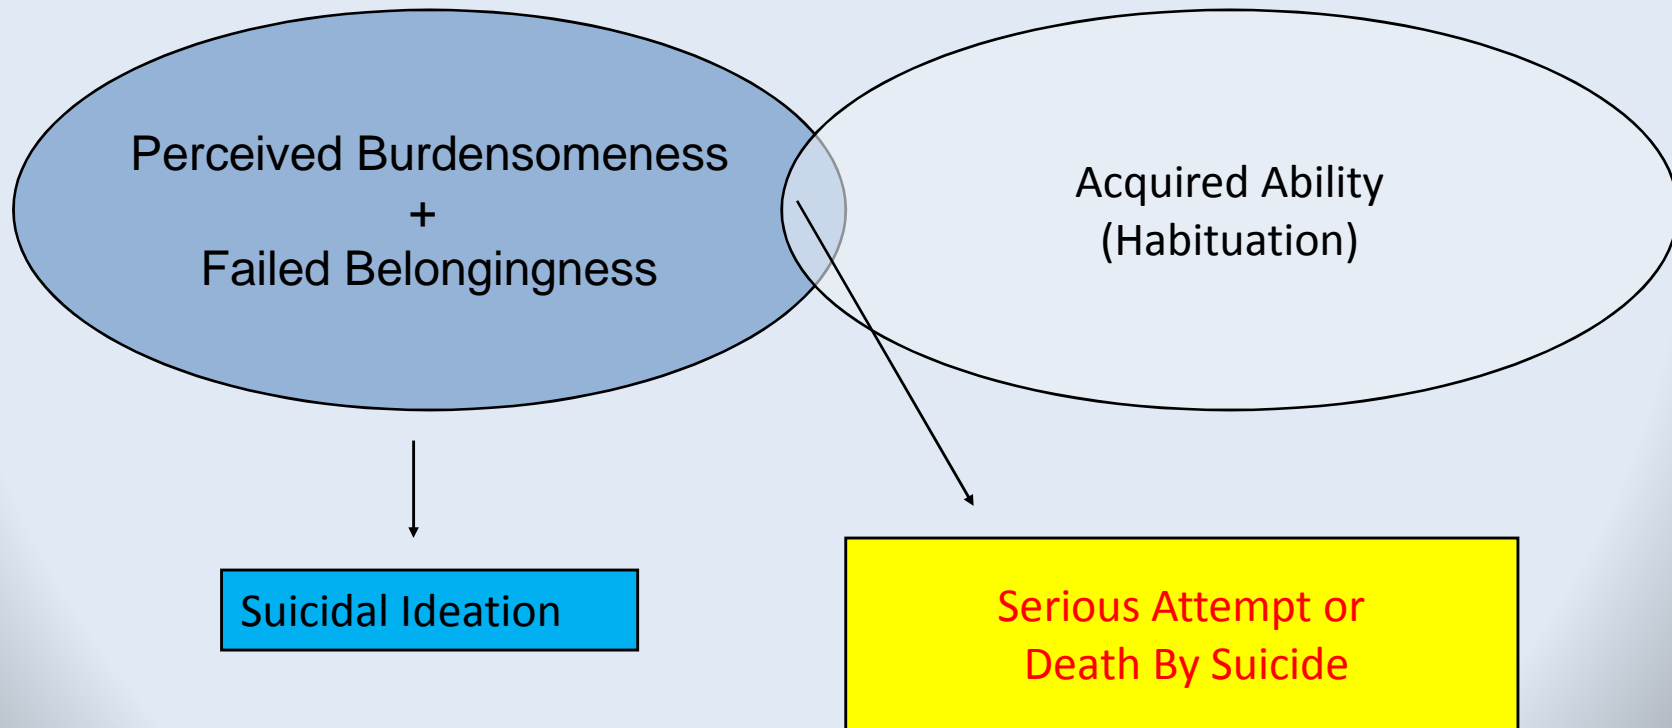 Perceived Burdensomeness
+
Failed Belongingness
Acquired Ability
(Habituation)
Suicidal Ideation
Serious Attempt or
Death By Suicide